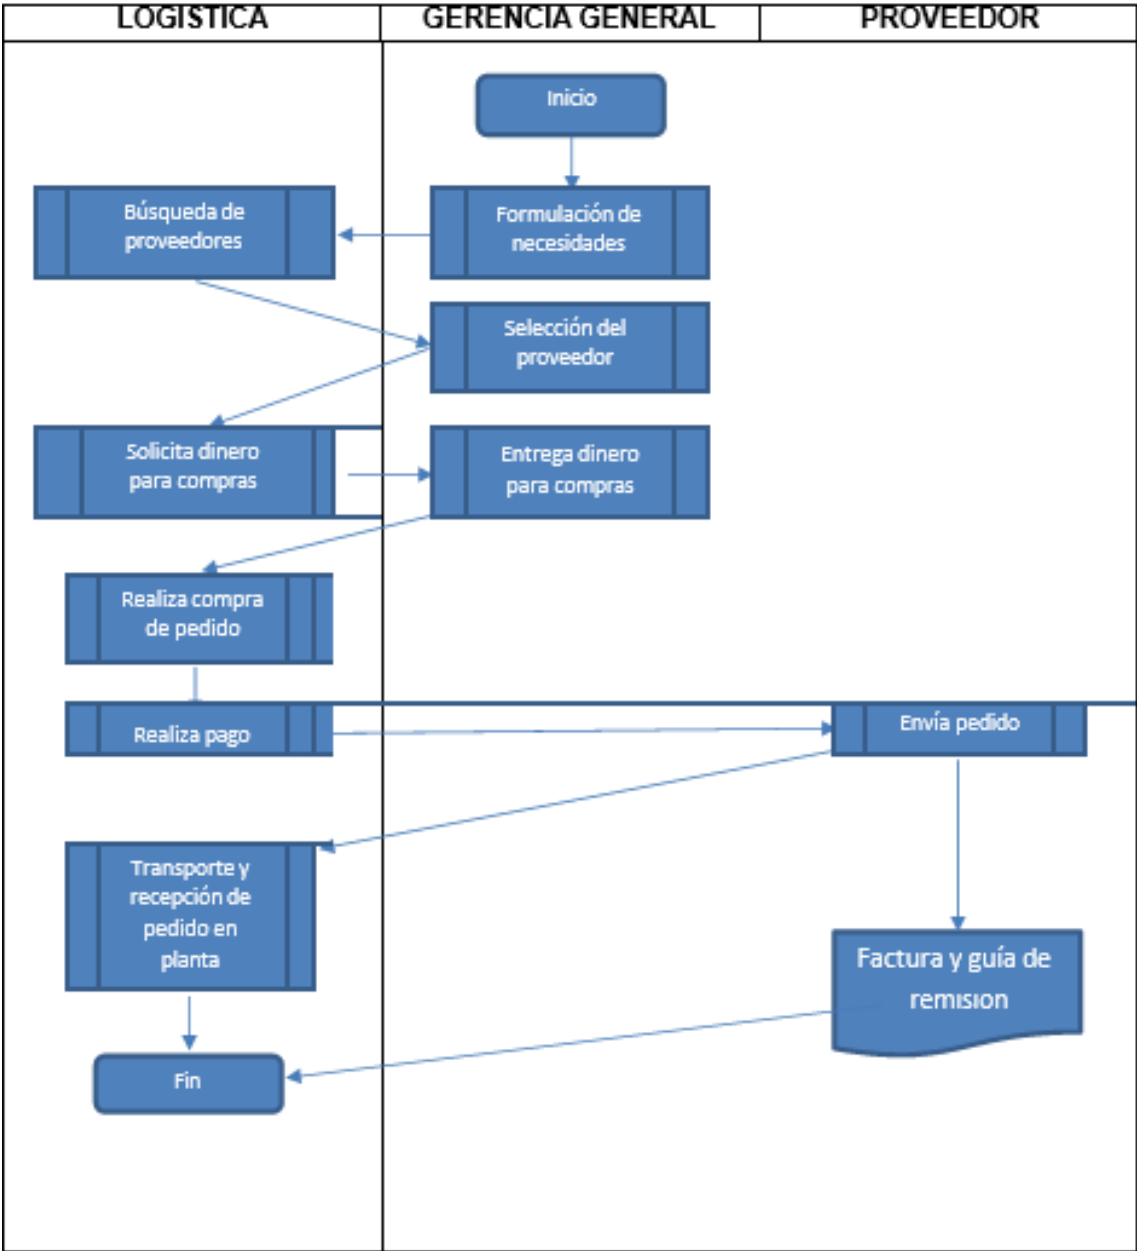 LOGISTICA
GERENCIA GENERAL
PROVEEDOR
Inicio
Búsqueda de
proveedores
Formulación de
necesidades
Selección del
proveedor
Solicita dinero
para compras
Entrega dinero
para compras
Realiza compra
de pedido
Realiza pago
Envía pedido
Transporte y
recepción de
pedido en
planta
Factura y guía de
remision
Fin